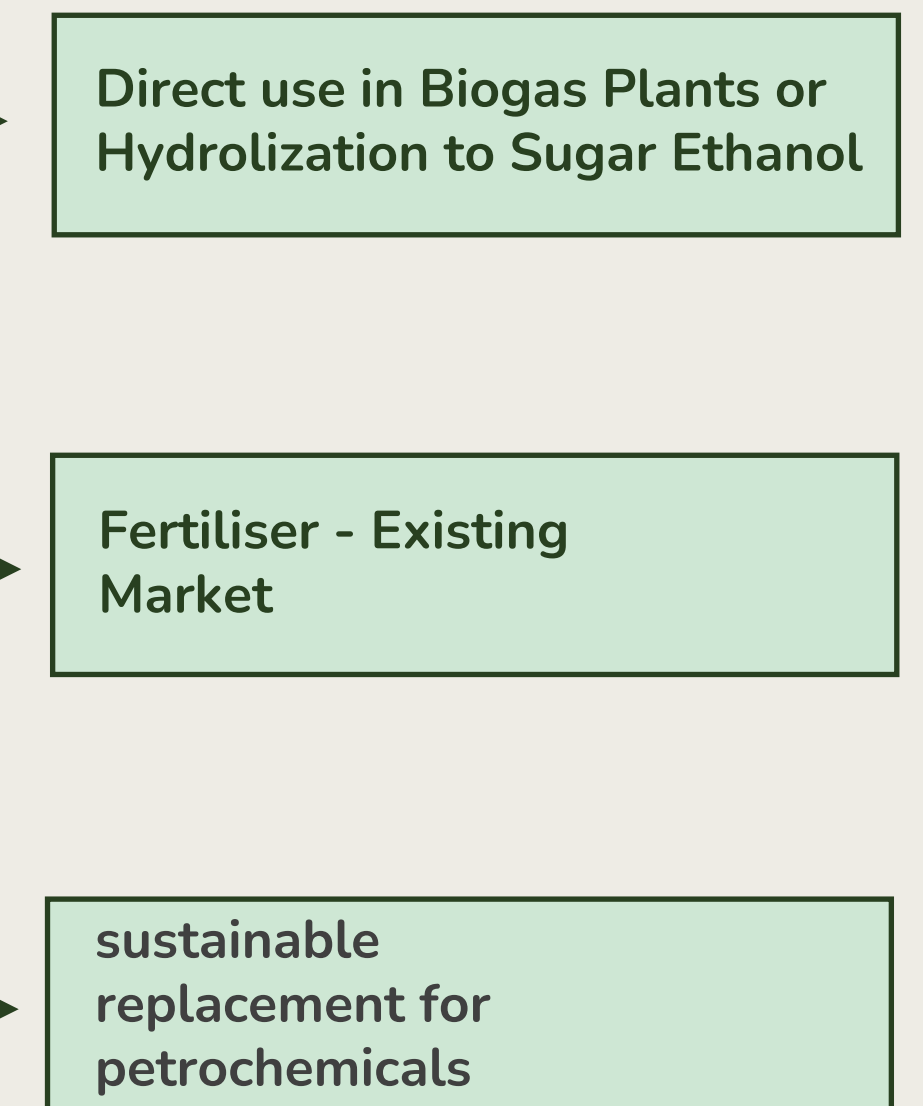 Direct use in Biogas Plants or
Hydrolization to Sugar Ethanol
Fertiliser - Existing
Market
sustainable
replacement for
petrochemicals